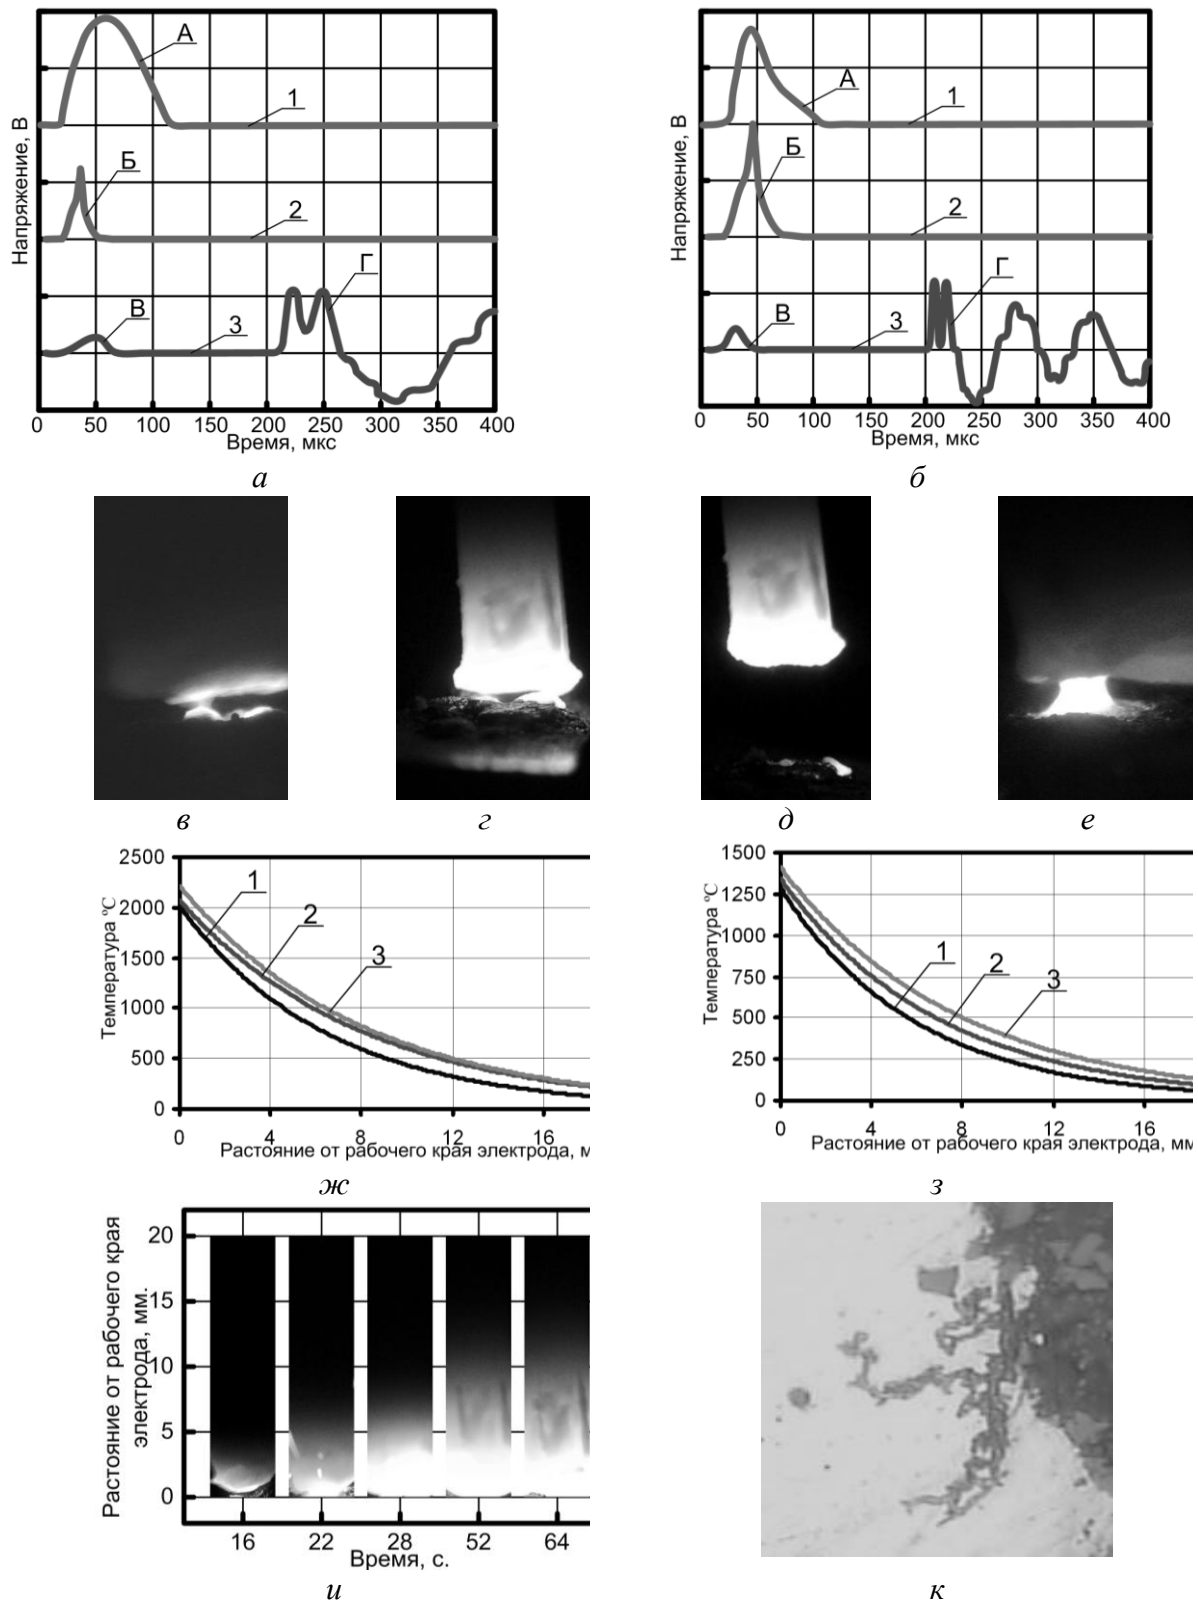 Напряжение, В
А
1
Б
2
В
3
Г
0 50 100 150 200 250 300 350 400
Время, мкс
а
Напряжение, В
А
1
Б
2
В
3
Г
0 50 100 150 200 250 300 350 400
Время, мкс
б
в
г
д
е
Температура ℃
2500
2000
1500
1000
500
0
1
2
3
0 4 8 12 16
Растояние от рабочего края электрода, м
ж
Температура ℃
1500
1250
1000
750
500
250
0
1
2
3
0 4 8 12 16
Растояние от рабочего края электрода, мм
з
Растояние от рабочего края
электрода, мм.
20
15
10
5
0
16 22 28 52 64
Время, с.
и
к